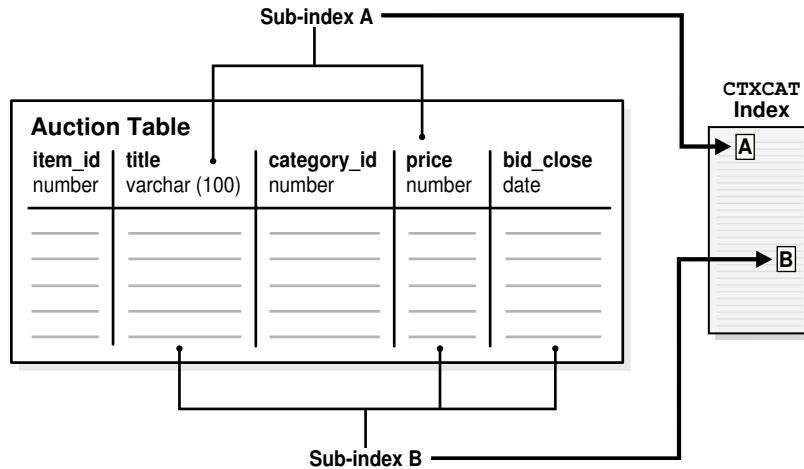 Sub-index A
CTXCAT
Index
Auction Table
item_id title category_id price bid_close
number varchar (100) number number date
A
B
Sub-index B